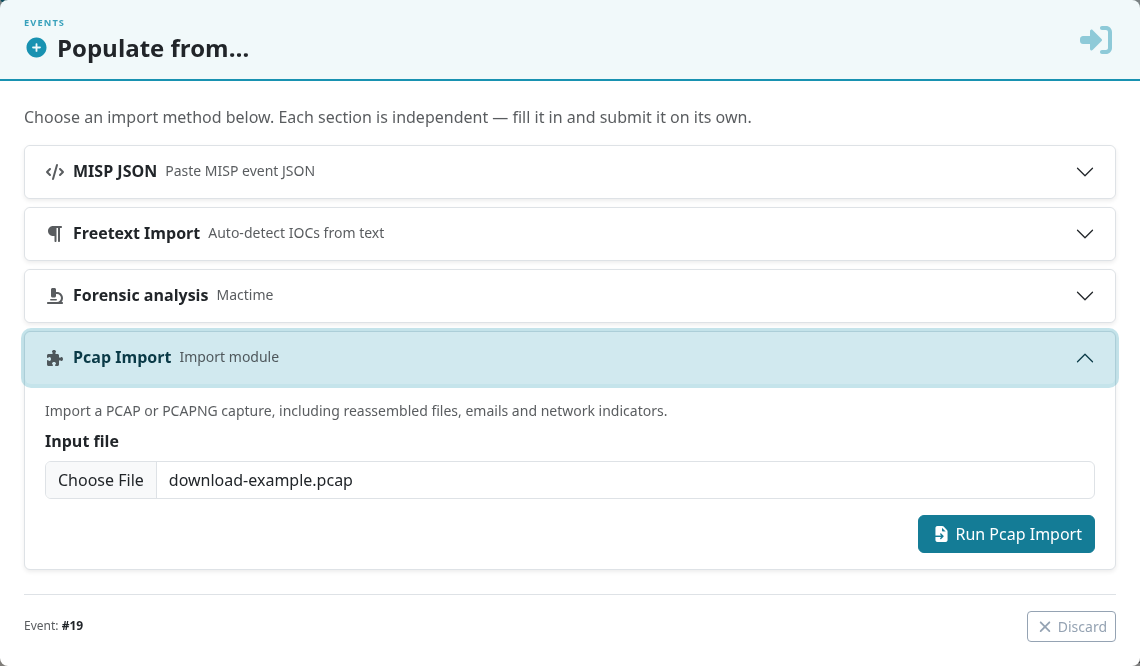 EVENTS
Populate from...
Choose an import method below. Each section is independent — fill it in and submit it on its own.
MISP JSON Paste MISP event JSON
Freetext Import Auto-detect IOCs from text
Forensic analysis Mactime
Pcap Import Import module
Import a PCAP or PCAPNG capture, including reassembled files, emails and network indicators.
Input file
Choose File download-example.pcap
Run Pcap Import
Event: #19
Discard